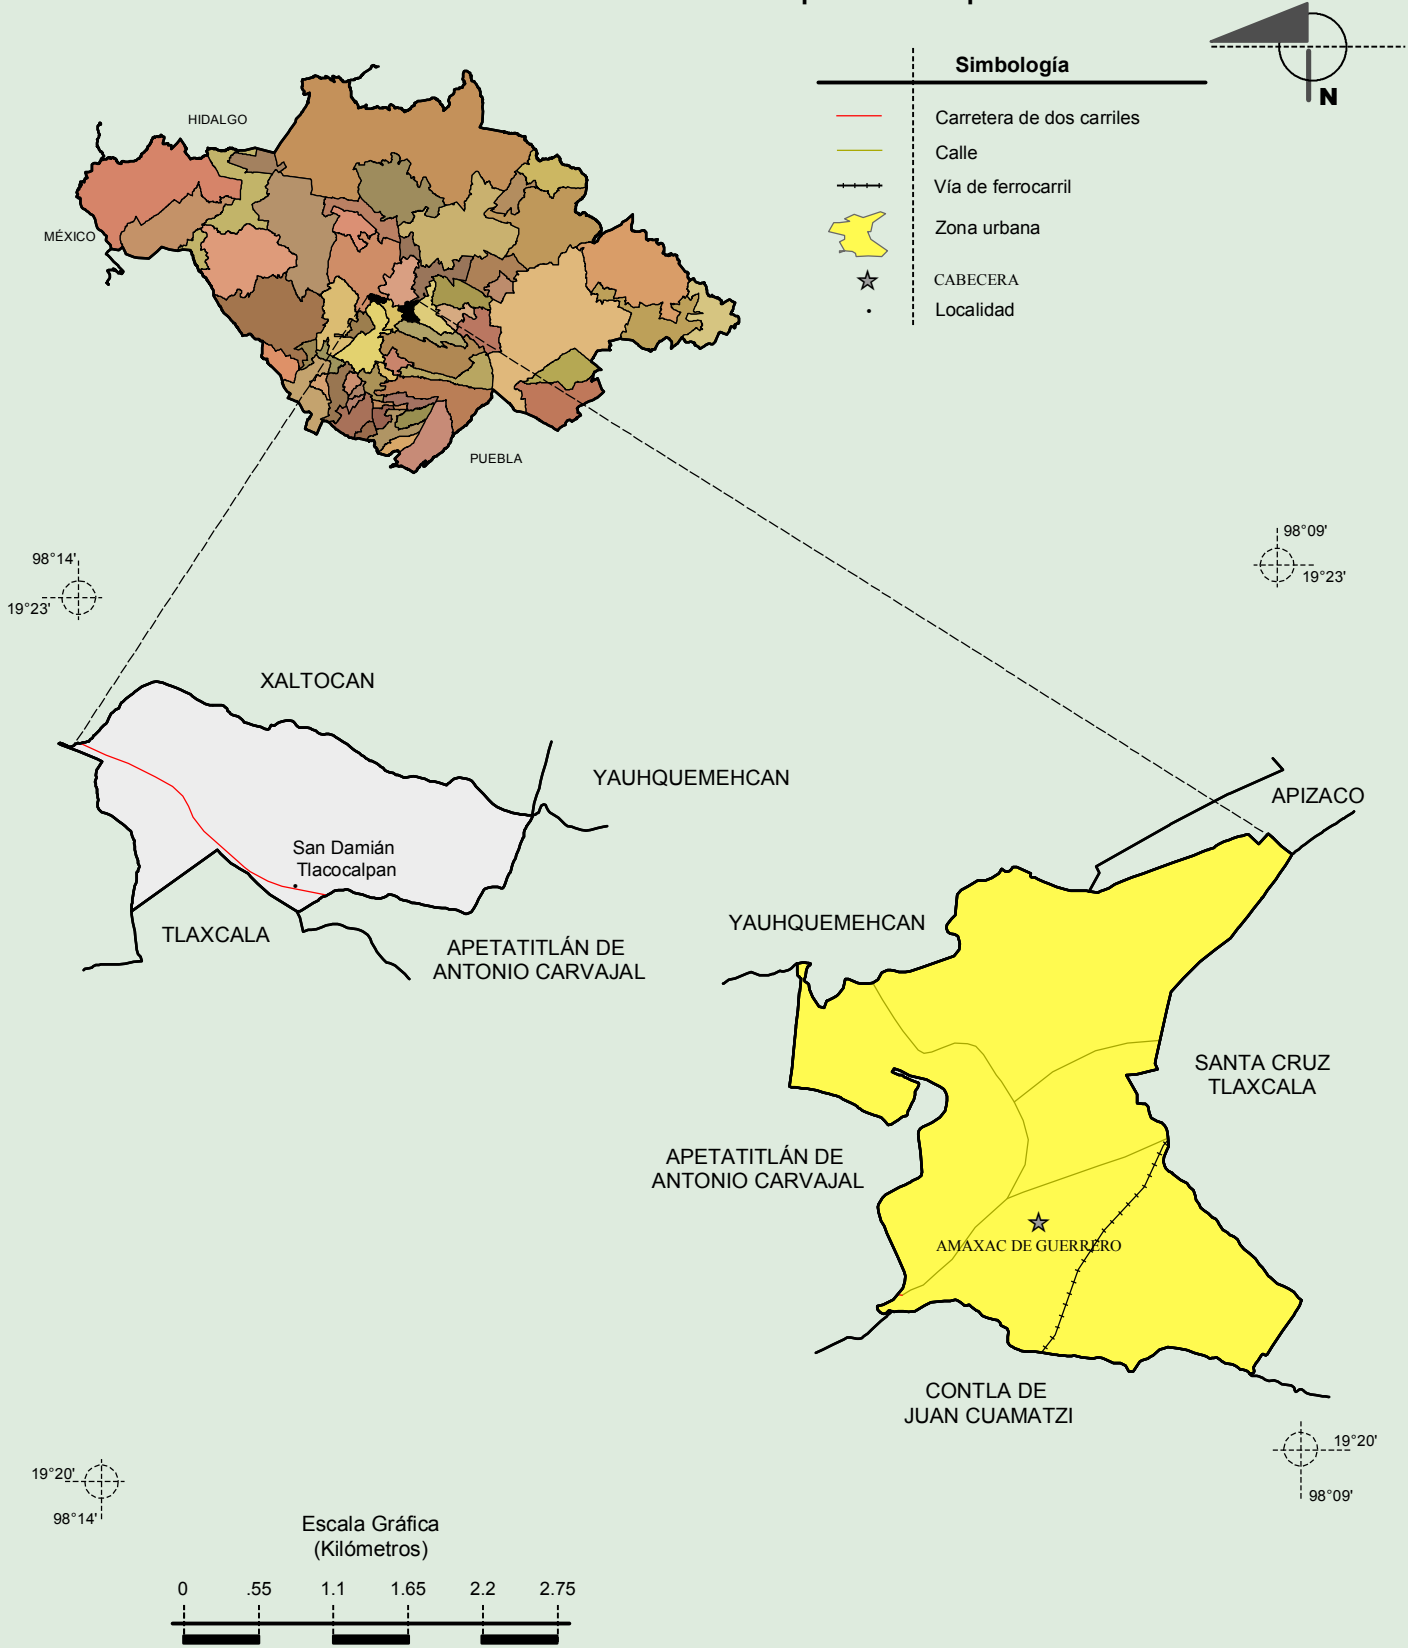 Simbología
N
Carretera de dos carriles
Calle
Vía de ferrocarril
Zona urbana
CABECERA
Localidad
HIDALGO
MÉXICO
PUEBLA
98°14'
19°23'
98°09'
19°23'
XALTOCAN
YAUHQUEMEHCAN
San Damián
Tlacocalpan
TLAXCALA
APETATITLÁN DE
ANTONIO CARVAJAL
APIZACO
YAUHQUEMEHCAN
SANTA CRUZ
TLAXCALA
APETATITLÁN DE
ANTONIO CARVAJAL
AMAXAC DE GUERRERO
CONTLA DE
JUAN CUAMATZI
19°20'
98°14'
19°20'
98°09'
Escala Gráfica
(Kilómetros)
0 .55 1.1 1.65 2.2 2.75